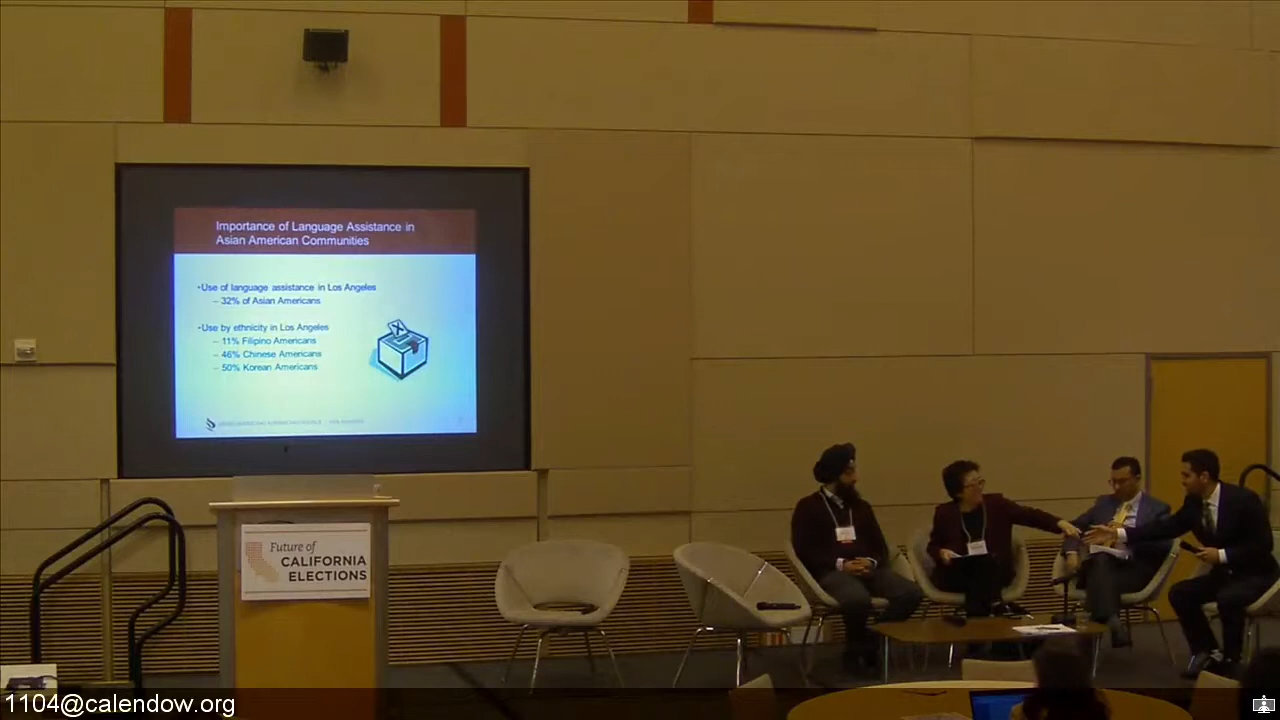 Importance of Language Assistance in
Asian American Communities
•Use of language assistance in Los Angeles
– 32% of Asian Americans
•Use by ethnicity in Los Angeles
– 11% Filipino Americans
– 46% Chinese Americans
– 50% Korean Americans
Future of
CALIFORNIA
ELECTIONS
1104@calendow.org